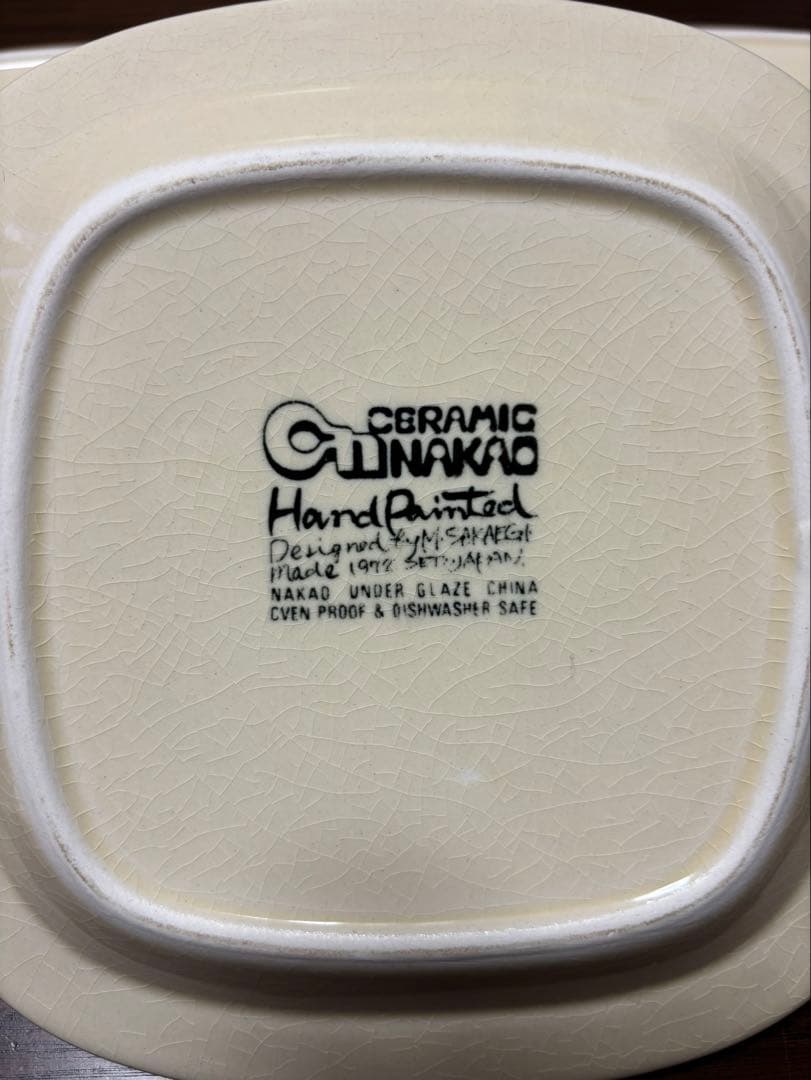 CERAMIC
NAKAO
Hand Painted
Designed by M. SAKAEGI
Made 1972 SETO JAPAN.
NAKAO UNDER GLAZE CHINA
OVEN PROOF & DISHWASHER SAFE